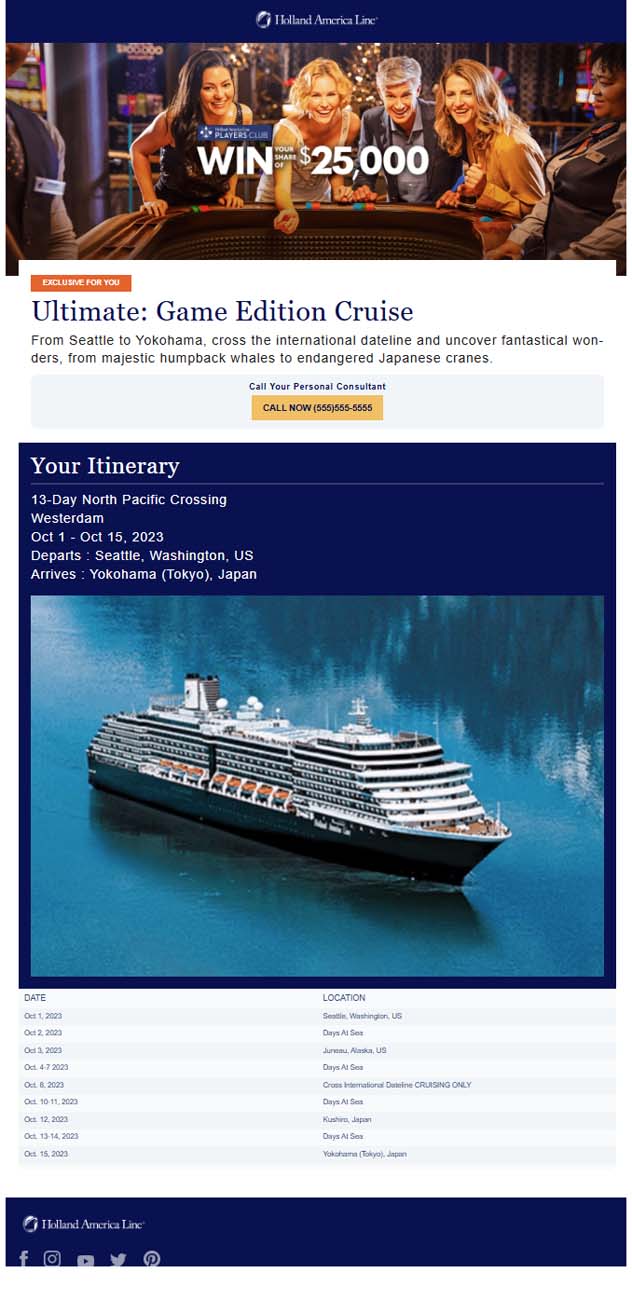 Holland America Line
$100,000
Holland America Line
PLAYERS CLUB
WIN YOUR SHARE OF $25,000
EXCLUSIVE FOR YOU
Ultimate: Game Edition Cruise
From Seattle to Yokohama, cross the international dateline and uncover fantastical won-
ders, from majestic humpback whales to endangered Japanese cranes.
Call Your Personal Consultant
CALL NOW (555)555-5555
Your Itinerary
13-Day North Pacific Crossing
Westerdam
Oct 1 - Oct 15, 2023
Departs : Seattle, Washington, US
Arrives : Yokohama (Tokyo), Japan
DATE LOCATION
Oct 1, 2023 Seattle, Washington, US
Oct 2, 2023 Days At Sea
Oct 3, 2023 Juneau, Alaska, US
Oct. 4-7 2023 Days At Sea
Oct. 8, 2023 Cross International Dateline CRUISING ONLY
Oct. 10-11, 2023 Days At Sea
Oct. 12, 2023 Kushiro, Japan
Oct. 13-14, 2023 Days At Sea
Oct. 15, 2023 Yokohama (Tokyo), Japan
Holland America Line